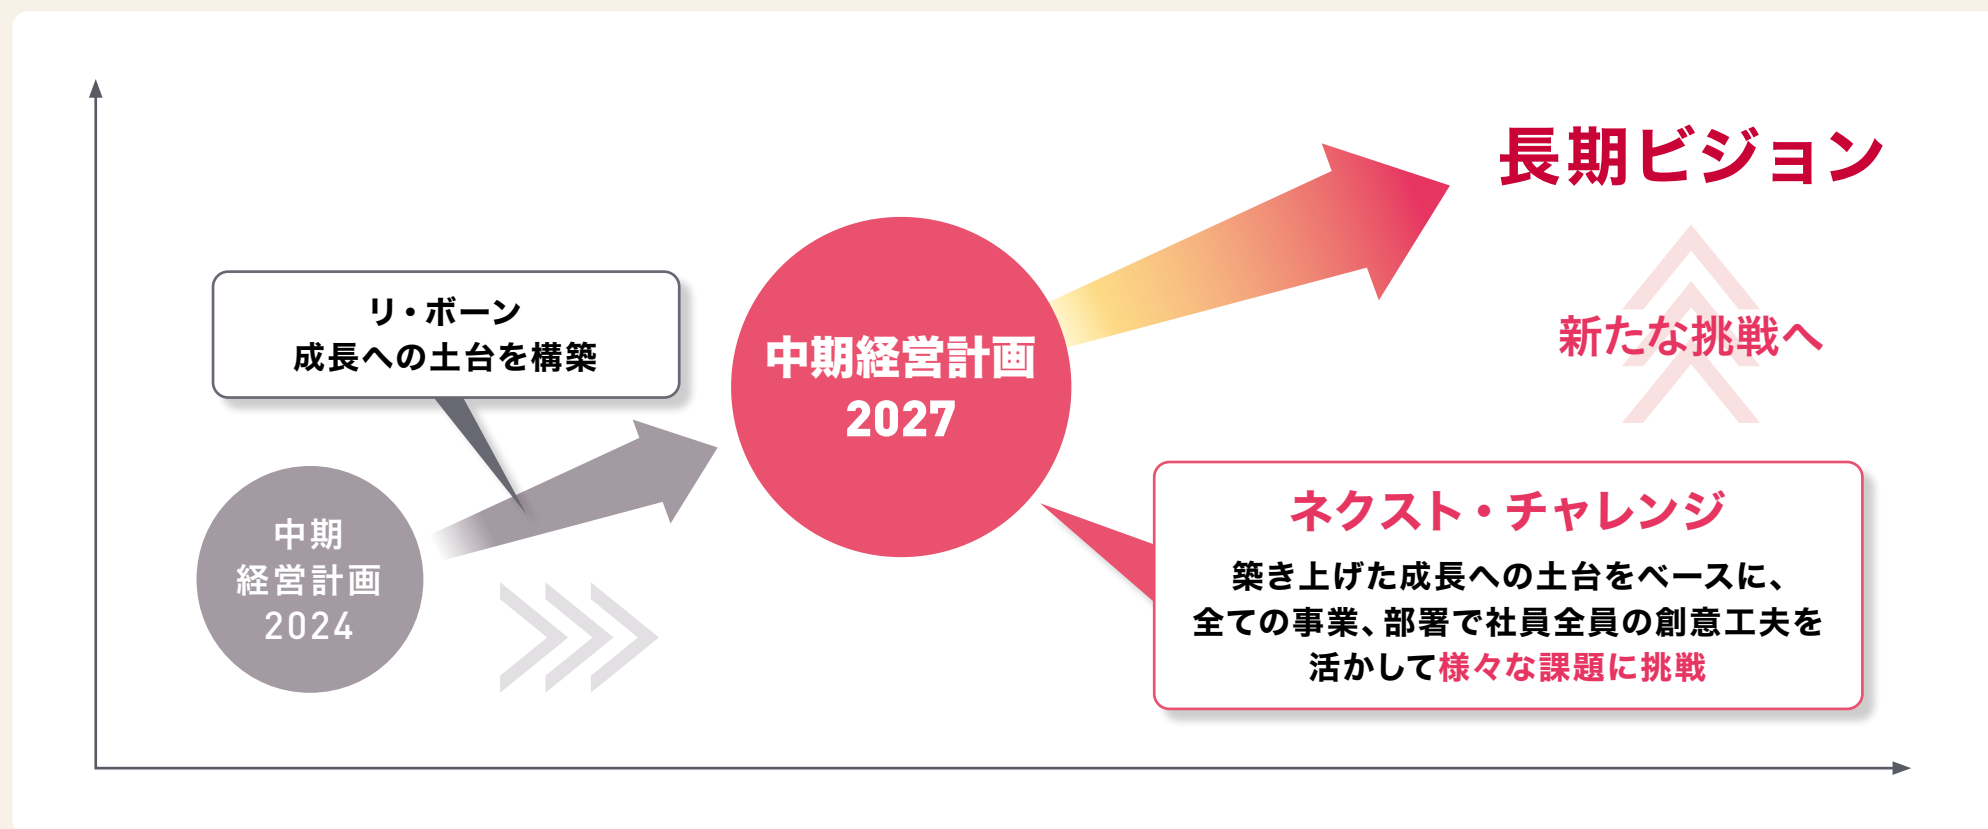 リ・ボーン
成長への土台を構築
中期
経営計画
2024
中期経営計画
2027
長期ビジョン
新たな挑戦へ
ネクスト・チャレンジ
築き上げた成長への土台をベースに、
全ての事業、部署で社員全員の創意工夫を
活かして様々な課題に挑戦